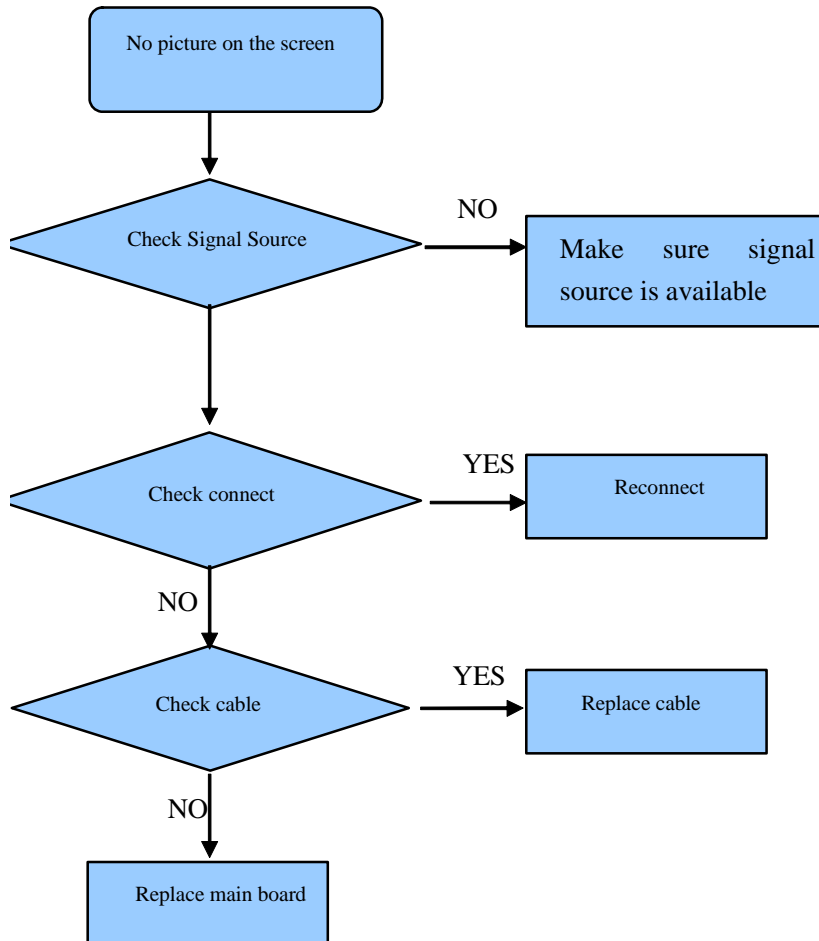 No picture on the screen
Check Signal Source
NO
Make sure signal
source is available
Check connect
YES
Reconnect
NO
Check cable
YES
Replace cable
NO
Replace main board